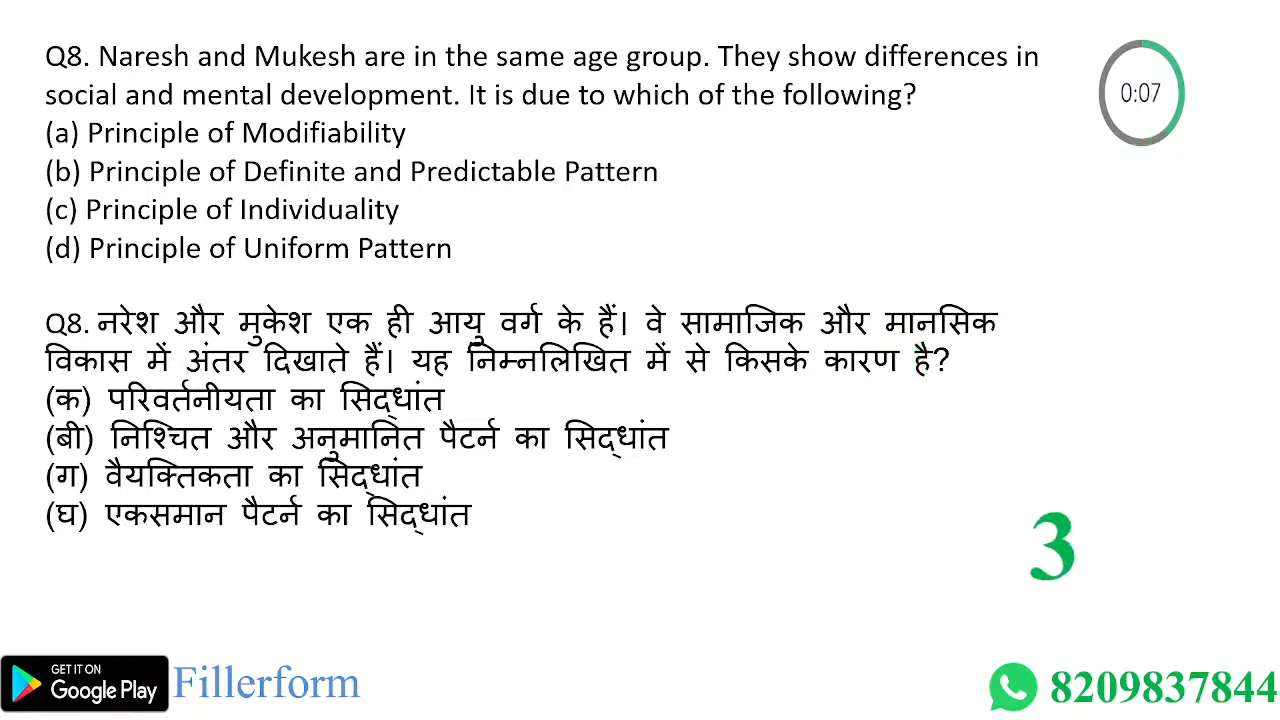 Q8. Naresh and Mukesh are in the same age group. They show differences in
social and mental development. It is due to which of the following?
(a) Principle of Modifiability
(b) Principle of Definite and Predictable Pattern
(c) Principle of Individuality
(d) Principle of Uniform Pattern
0:07
Q8. नरेश और मुकेश एक ही आयु वर्ग के हैं। वे सामाजिक और मानसिक
विकास में अंतर दिखाते हैं। यह निम्नलिखित में से किसके कारण है?
(क) परिवर्तनीयता का सिद्धांत
(बी) निश्चित और अनुमानित पैटर्न का सिद्धांत
(ग) वैयक्तिकता का सिद्धांत
(घ) एकसमान पैटर्न का सिद्धांत
3
GET IT ON
Google Play
Fillerform
8209837844